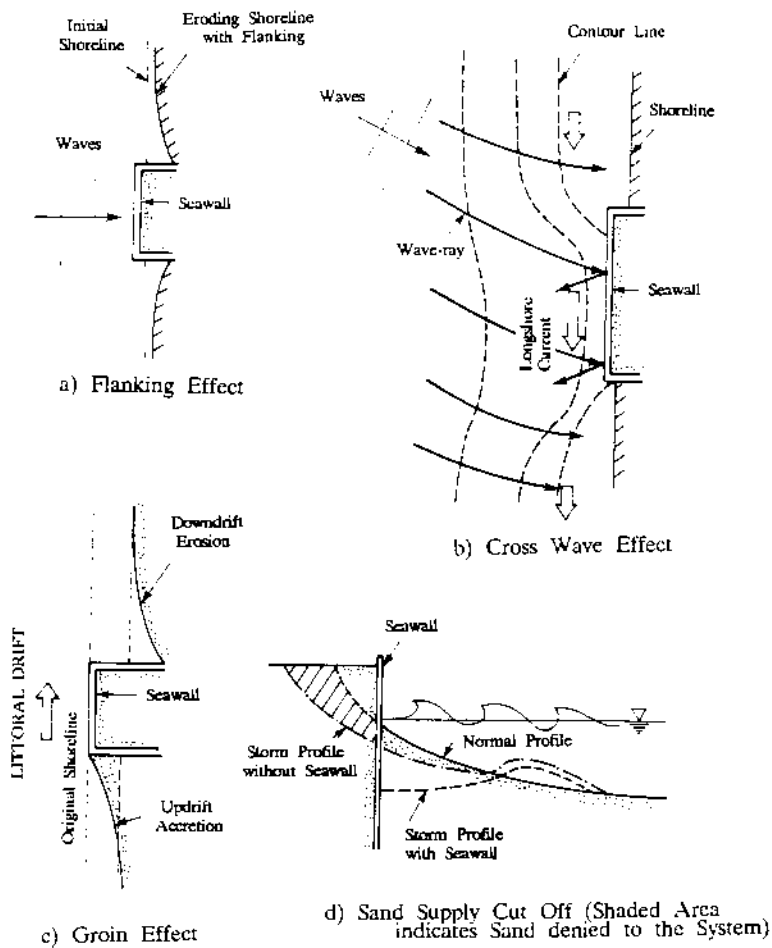 Initial
Shoreline
Eroding Shoreline
with Flanking
Waves
Seawall
a) Flanking Effect
Contour Line
Waves
Shoreline
Wave-ray
Seawall
Longshore
Current
b) Cross Wave Effect
Downdrift
Erosion
LITTORAL DRIFT
Seawall
Original Shoreline
Updrift
Accretion
c) Groin Effect
Seawall
Storm Profile
without Seawall
Normal Profile
Storm Profile
with Seawall
d) Sand Supply Cut Off (Shaded Area
indicates Sand denied to the System)